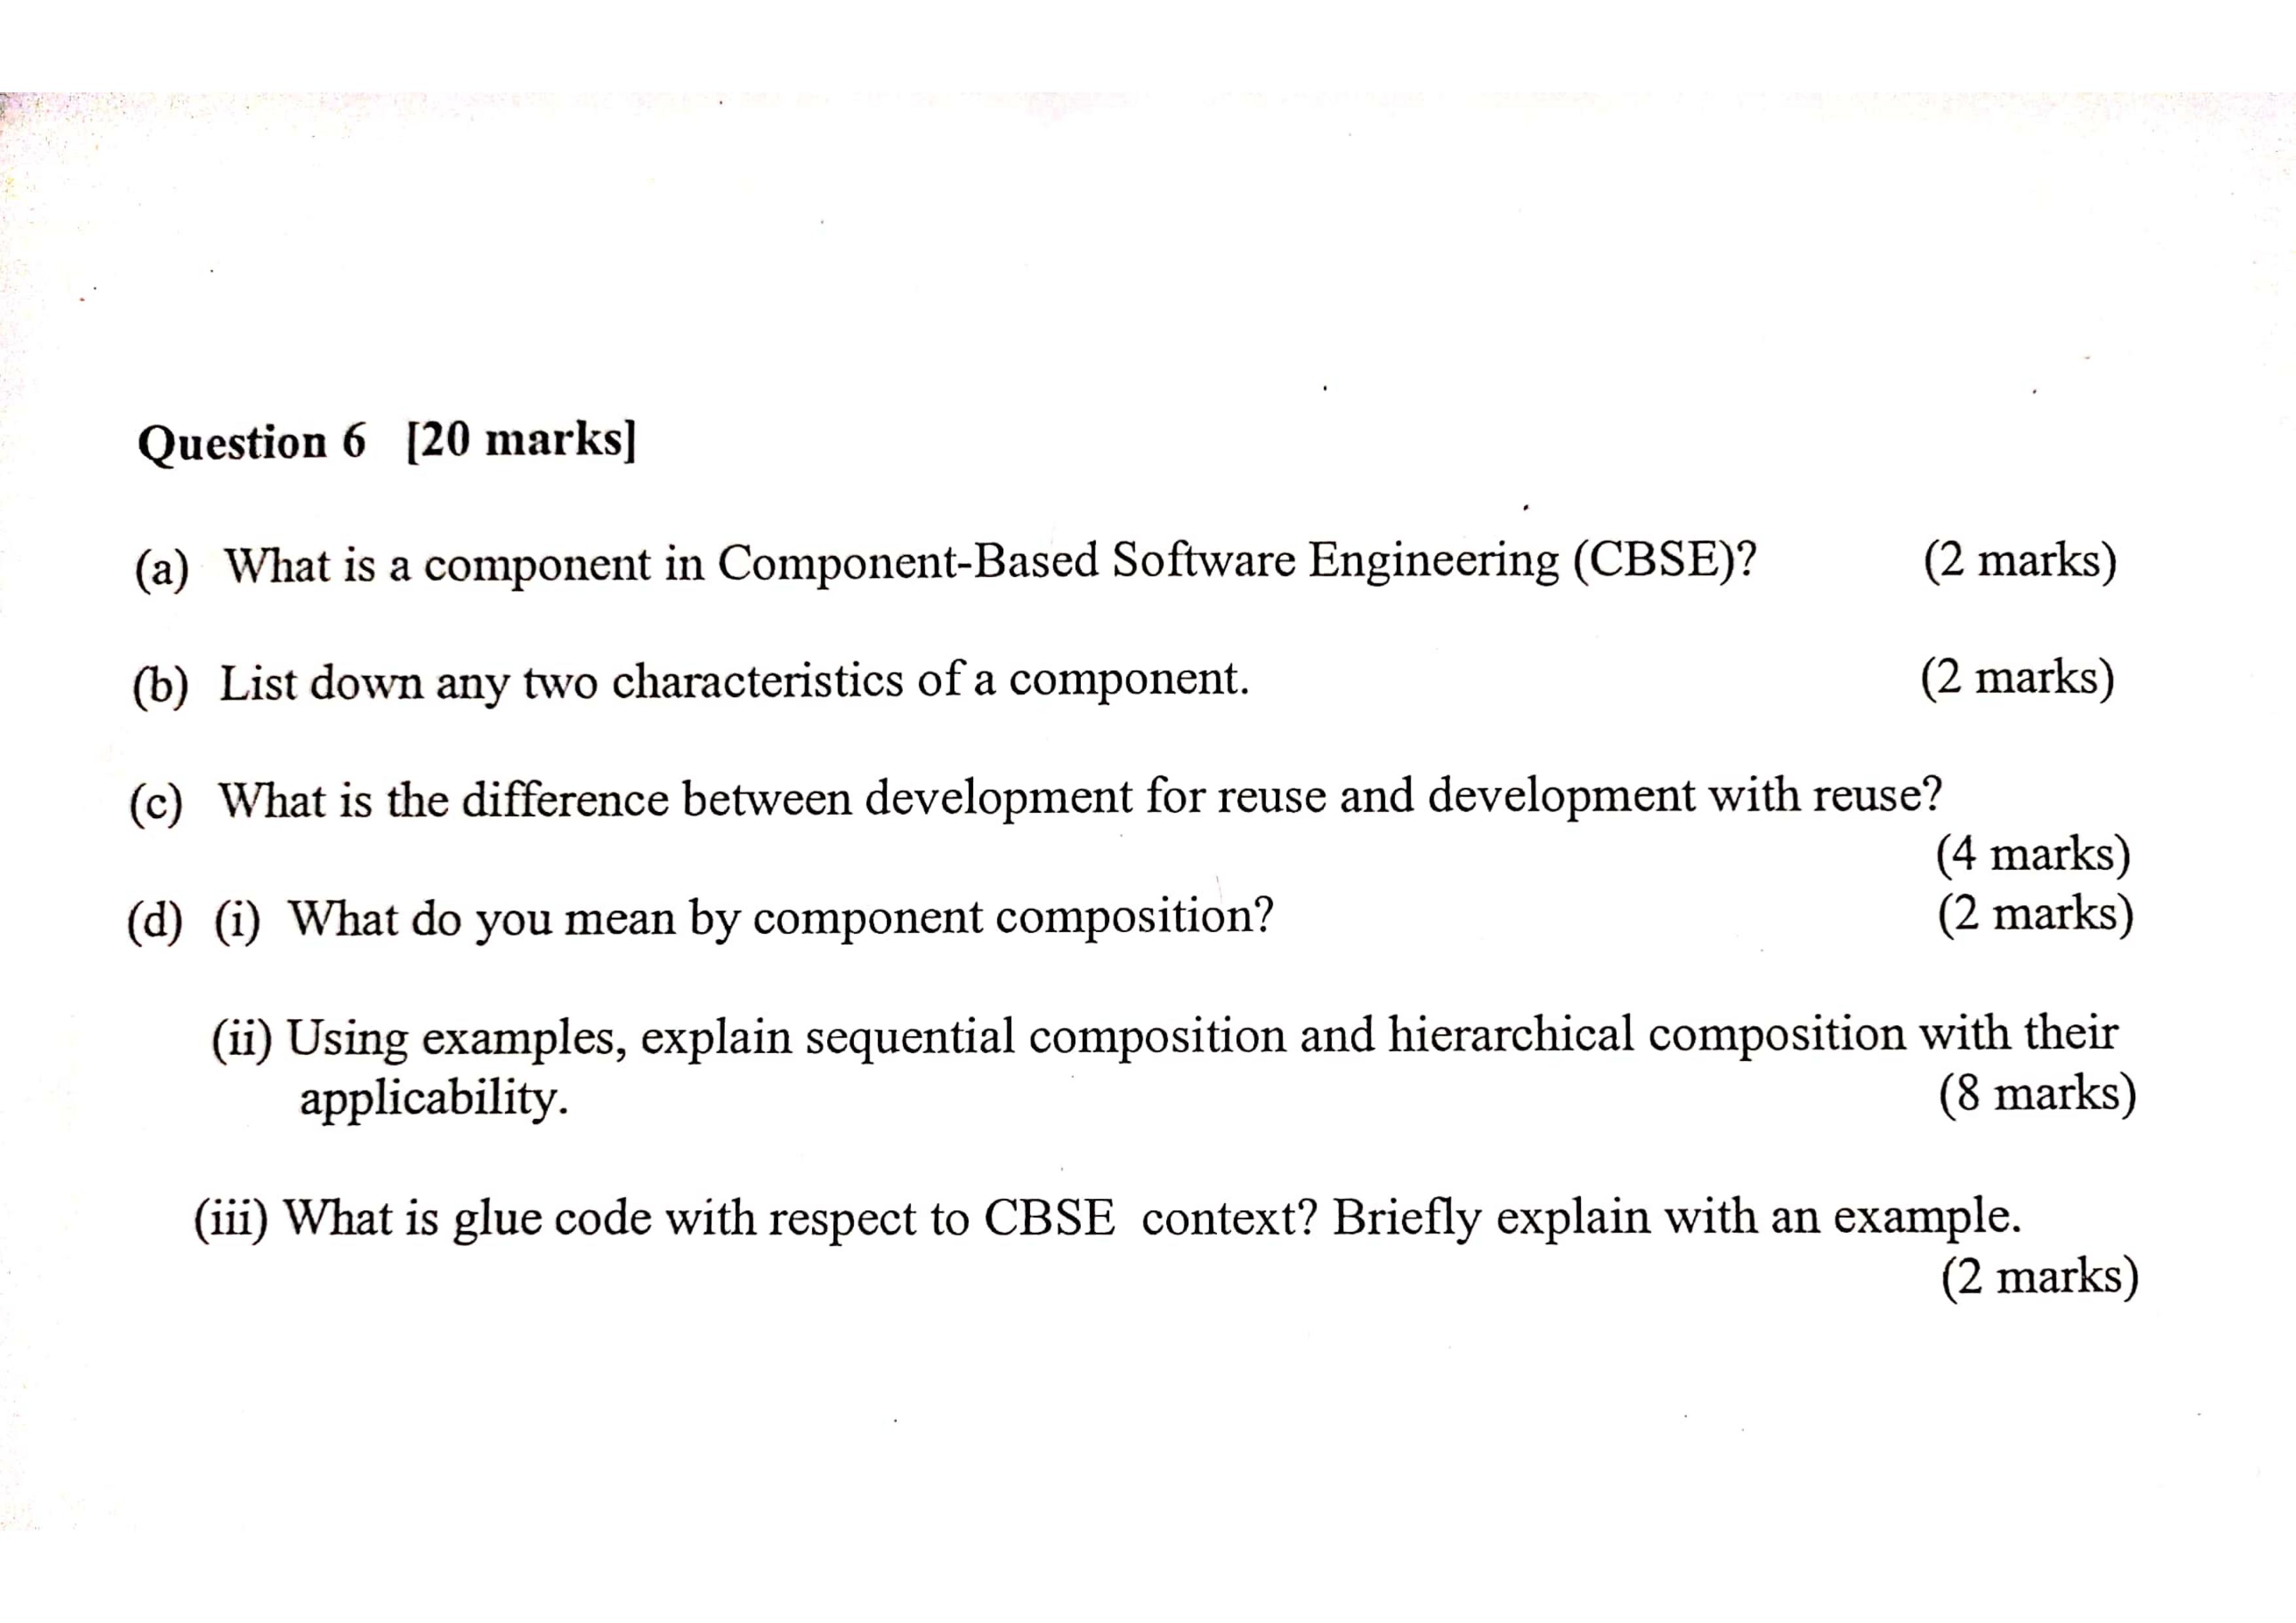 Question 6 [20 marks]
(a) What is a component in Component-Based Software Engineering (CBSE)? (2 marks)
(b) List down any two characteristics of a component. (2 marks)
(c) What is the difference between development for reuse and development with reuse?
(4 marks)
(d) (i) What do you mean by component composition? (2 marks)
(ii) Using examples, explain sequential composition and hierarchical composition with their
applicability. (8 marks)
(iii) What is glue code with respect to CBSE context? Briefly explain with an example.
(2 marks)